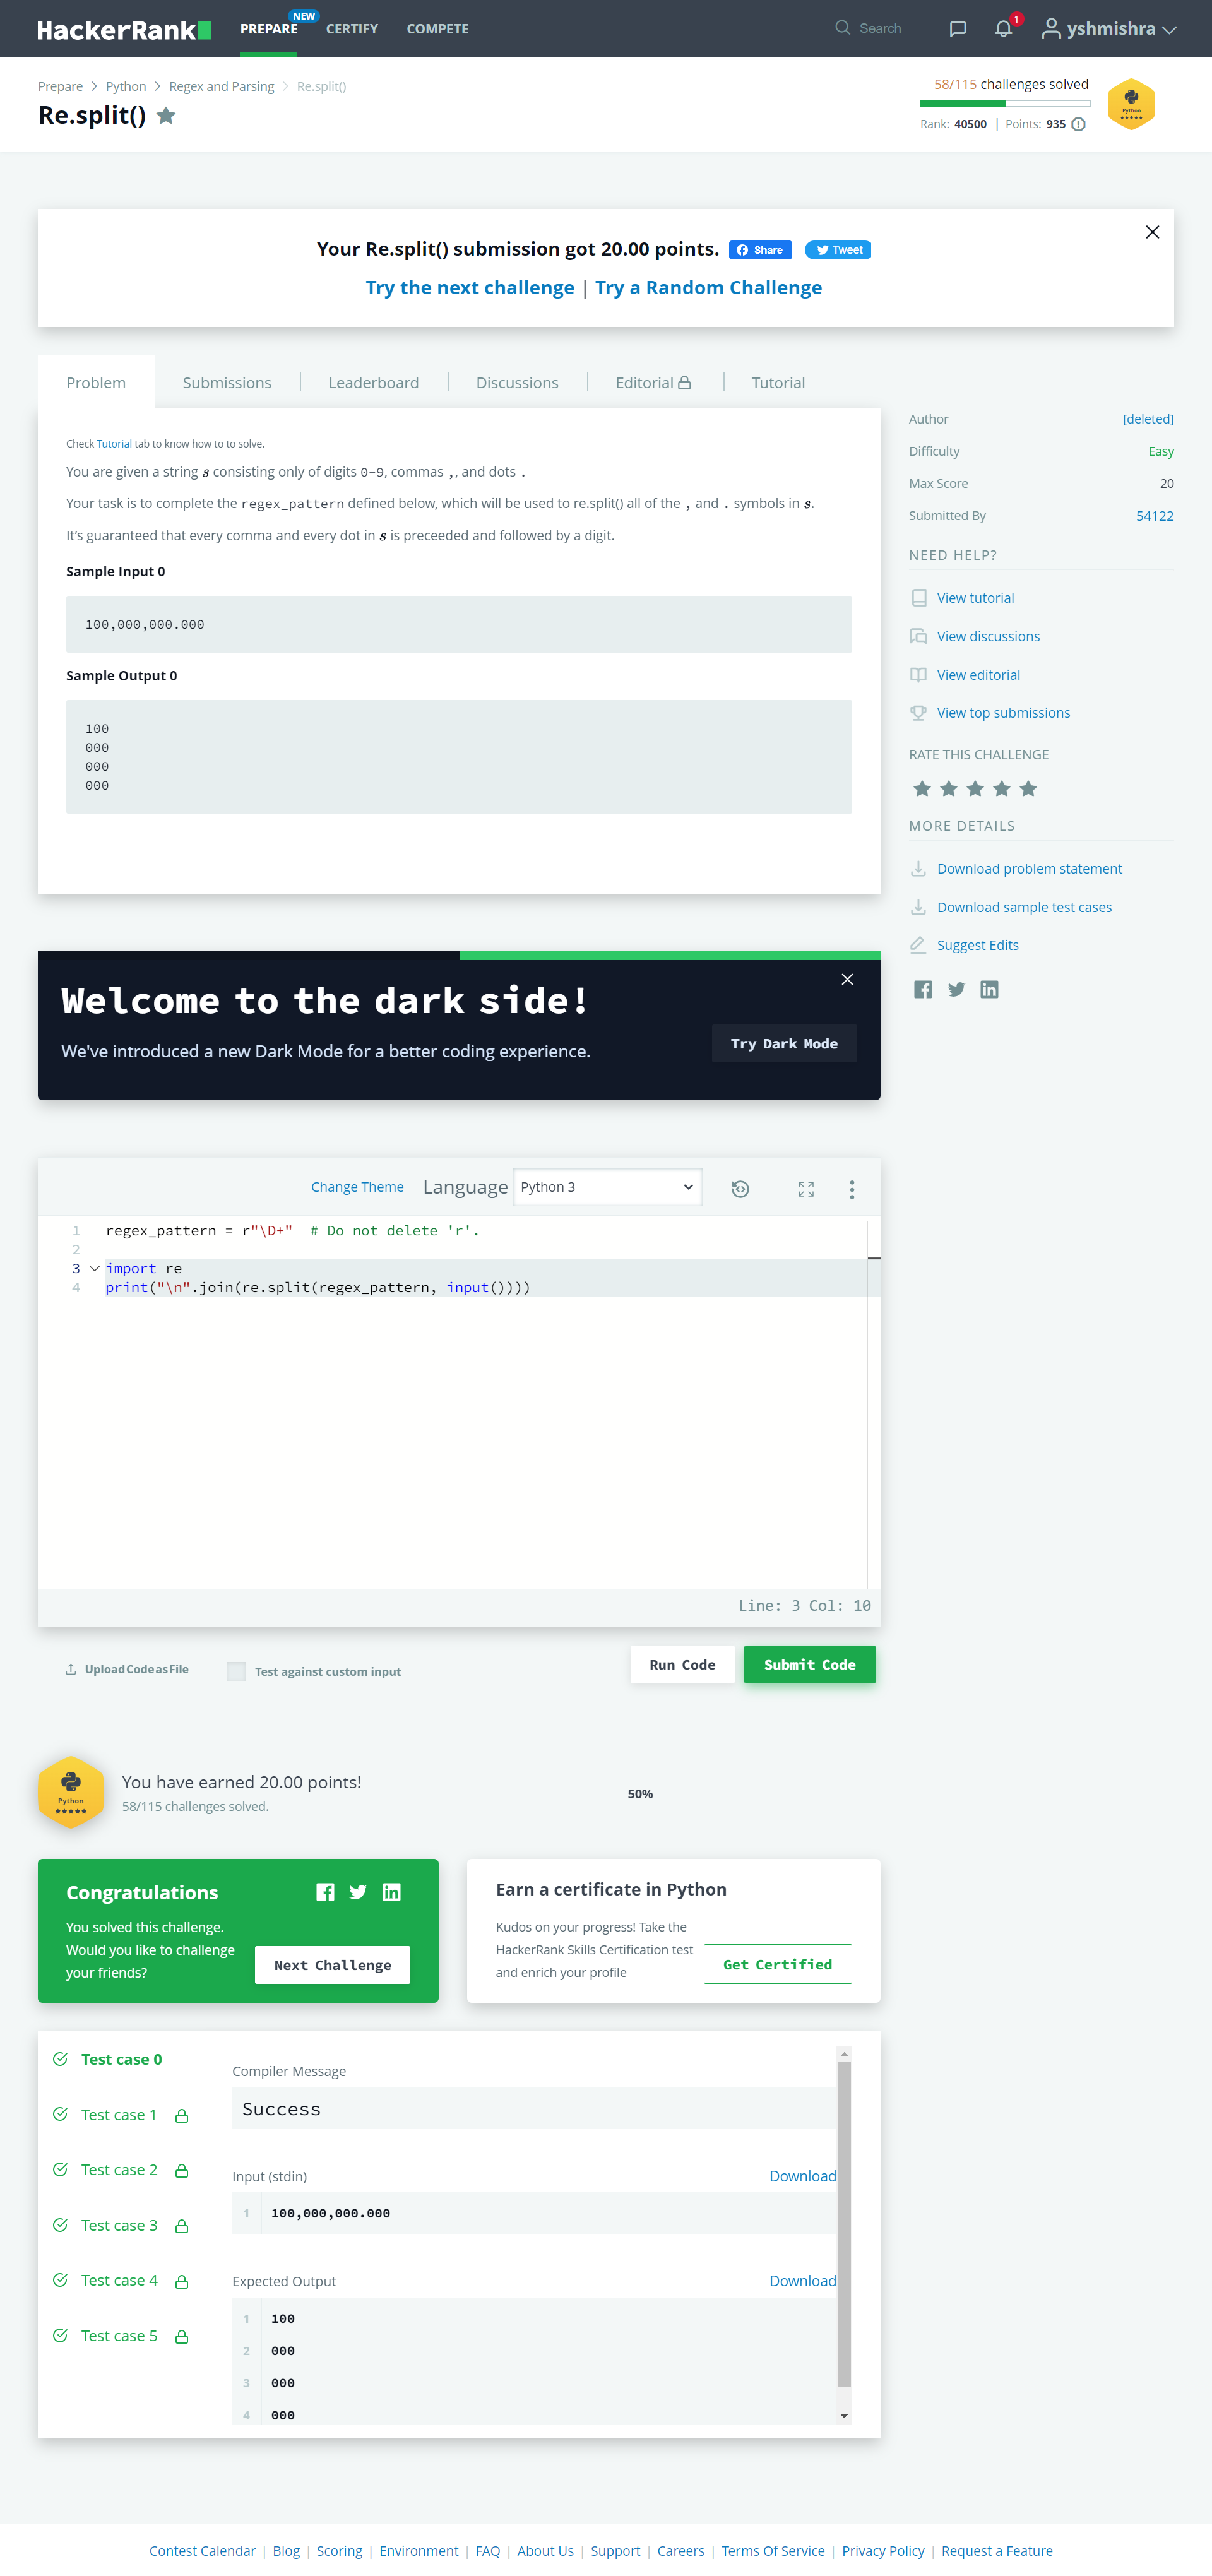 HackerRank
PREPARE
NEW
CERTIFY
COMPETE
Search
1
yshmishra
Prepare > Python > Regex and Parsing > Re.split()
Re.split()
58/115 challenges solved
Rank: 40500 | Points: 935
Python
Your Re.split() submission got 20.00 points.
Share
Tweet
Try the next challenge | Try a Random Challenge
Problem
Submissions
Leaderboard
Discussions
Editorial
Tutorial
Check Tutorial tab to know how to to solve.
You are given a string s consisting only of digits 0-9, commas ,, and dots .
Your task is to complete the regex_pattern defined below, which will be used to re.split() all of the , and . symbols in s.
It's guaranteed that every comma and every dot in s is preceeded and followed by a digit.
Sample Input 0
100,000,000.000
Sample Output 0
100
000
000
000
Author [deleted]
Difficulty Easy
Max Score 20
Submitted By 54122
NEED HELP?
View tutorial
View discussions
View editorial
View top submissions
RATE THIS CHALLENGE
MORE DETAILS
Download problem statement
Download sample test cases
Suggest Edits
Welcome to the dark side!
We've introduced a new Dark Mode for a better coding experience.
Try Dark Mode
Change Theme
Language
Python 3
1 regex_pattern = r"\D+"  # Do not delete 'r'.
2
3 import re
4 print("\n".join(re.split(regex_pattern, input())))
Line: 3 Col: 10
Upload Code as File
Test against custom input
Run Code
Submit Code
Python
You have earned 20.00 points!
58/115 challenges solved.
50%
Congratulations
You solved this challenge.
Would you like to challenge
your friends?
Next Challenge
Earn a certificate in Python
Kudos on your progress! Take the
HackerRank Skills Certification test
and enrich your profile
Get Certified
Test case 0
Test case 1
Test case 2
Test case 3
Test case 4
Test case 5
Compiler Message
Success
Input (stdin)
Download
1 100,000,000.000
Expected Output
Download
1 100
2 000
3 000
4 000
Contest Calendar | Blog | Scoring | Environment | FAQ | About Us | Support | Careers | Terms Of Service | Privacy Policy | Request a Feature